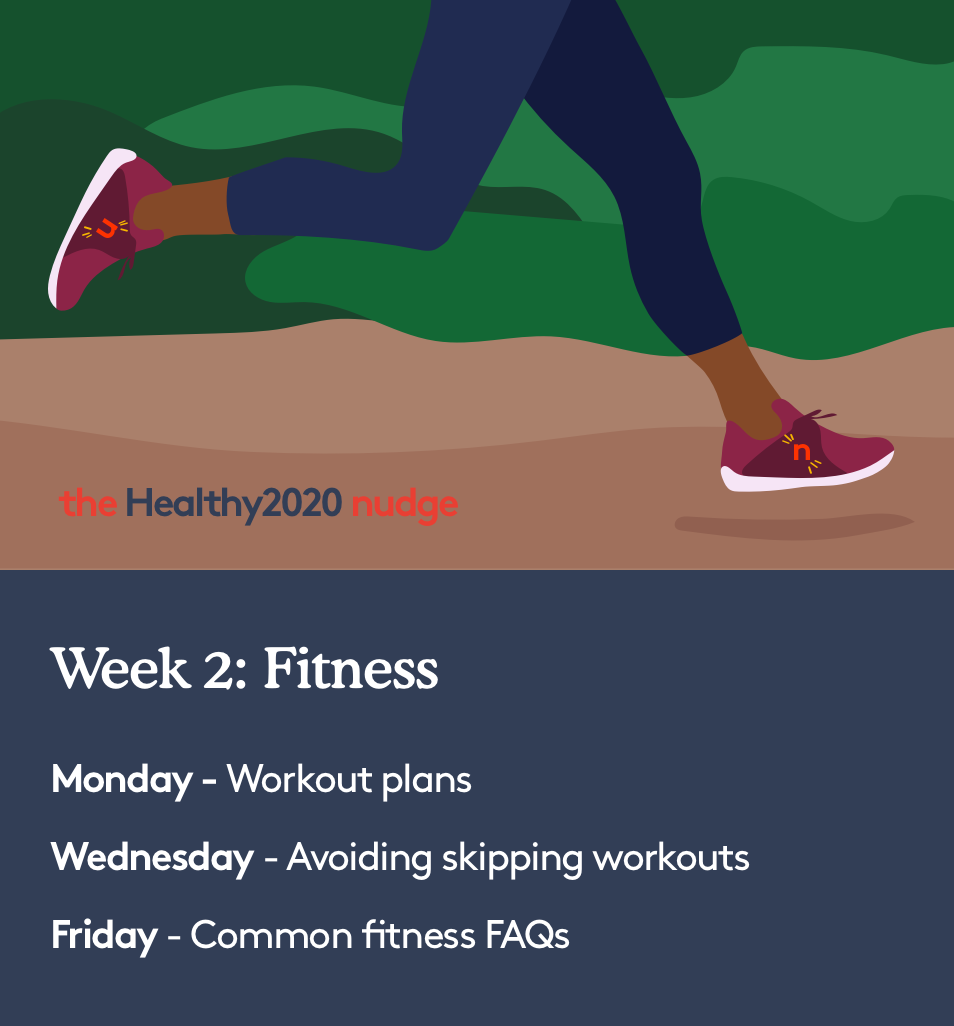 u
n
the Healthy2020 nudge
Week 2: Fitness
Monday - Workout plans
Wednesday - Avoiding skipping workouts
Friday - Common fitness FAQs